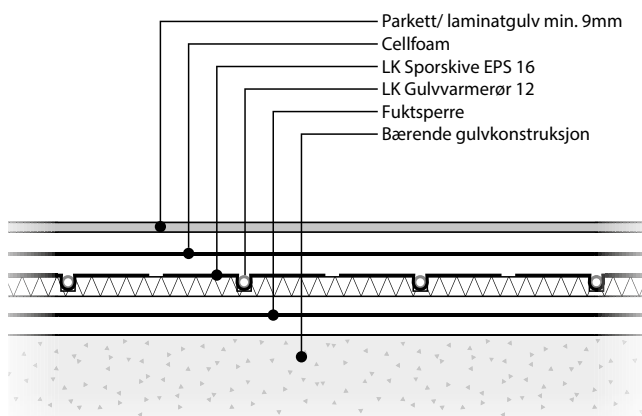 Parkett/ laminatgulv min. 9mm
Cellfoam
LK Sporskive EPS 16
LK Gulvvarmerør 12
Fuktsperre
Bærende gulvkonstruksjon